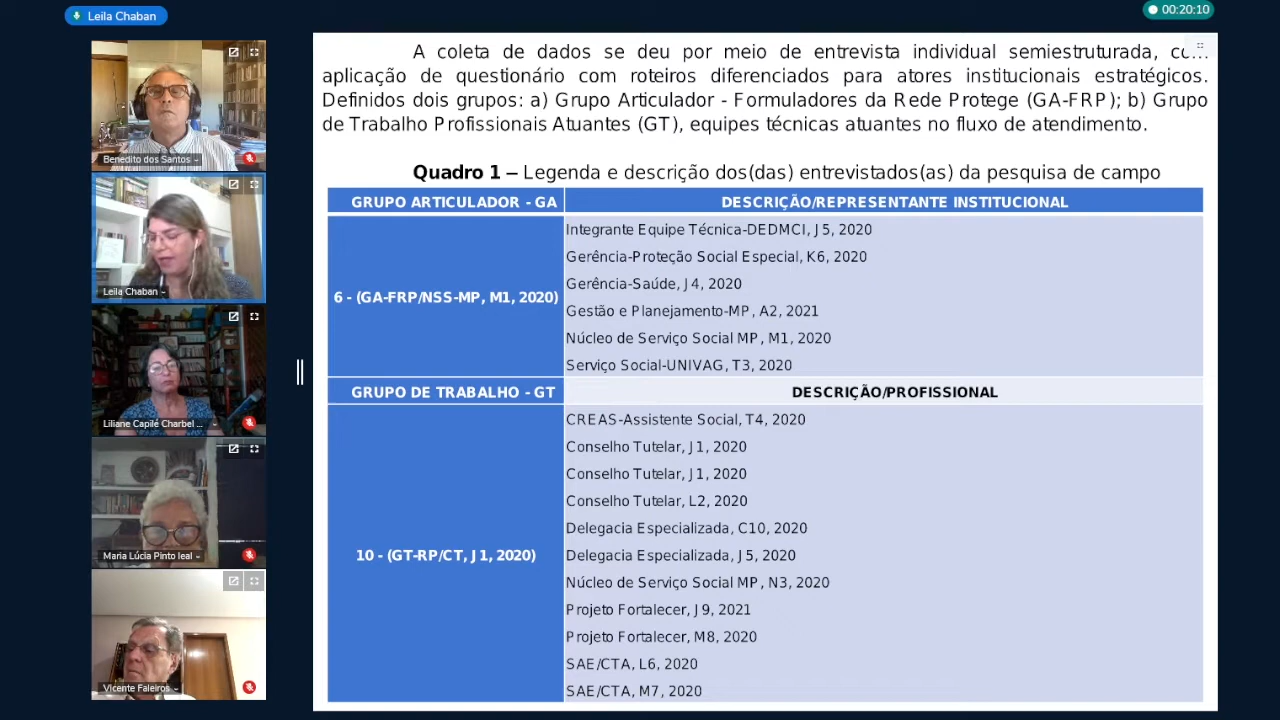 Leila Chaban
00:20:10
Benedito dos Santos
Leila Chaban
Liliane Capilé Charbel ...
Maria Lúcia Pinto leal
Vicente Faleiros
A coleta de dados se deu por meio de entrevista individual semiestruturada, com
aplicação de questionário com roteiros diferenciados para atores institucionais estratégicos.
Definidos dois grupos: a) Grupo Articulador - Formuladores da Rede Protege (GA-FRP); b) Grupo
de Trabalho Profissionais Atuantes (GT), equipes técnicas atuantes no fluxo de atendimento.
Quadro 1 – Legenda e descrição dos(das) entrevistados(as) da pesquisa de campo
GRUPO ARTICULADOR - GA
DESCRIÇÃO/REPRESENTANTE INSTITUCIONAL
6 - (GA-FRP/NSS-MP, M1, 2020)
Integrante Equipe Técnica-DEDMCI, J5, 2020
Gerência-Proteção Social Especial, K6, 2020
Gerência-Saúde, J4, 2020
Gestão e Planejamento-MP, A2, 2021
Núcleo de Serviço Social MP, M1, 2020
Serviço Social-UNIVAG, T3, 2020
GRUPO DE TRABALHO - GT
DESCRIÇÃO/PROFISSIONAL
10 - (GT-RP/CT, J1, 2020)
CREAS-Assistente Social, T4, 2020
Conselho Tutelar, J1, 2020
Conselho Tutelar, J1, 2020
Conselho Tutelar, L2, 2020
Delegacia Especializada, C10, 2020
Delegacia Especializada, J5, 2020
Núcleo de Serviço Social MP, N3, 2020
Projeto Fortalecer, J9, 2021
Projeto Fortalecer, M8, 2020
SAE/CTA, L6, 2020
SAE/CTA, M7, 2020